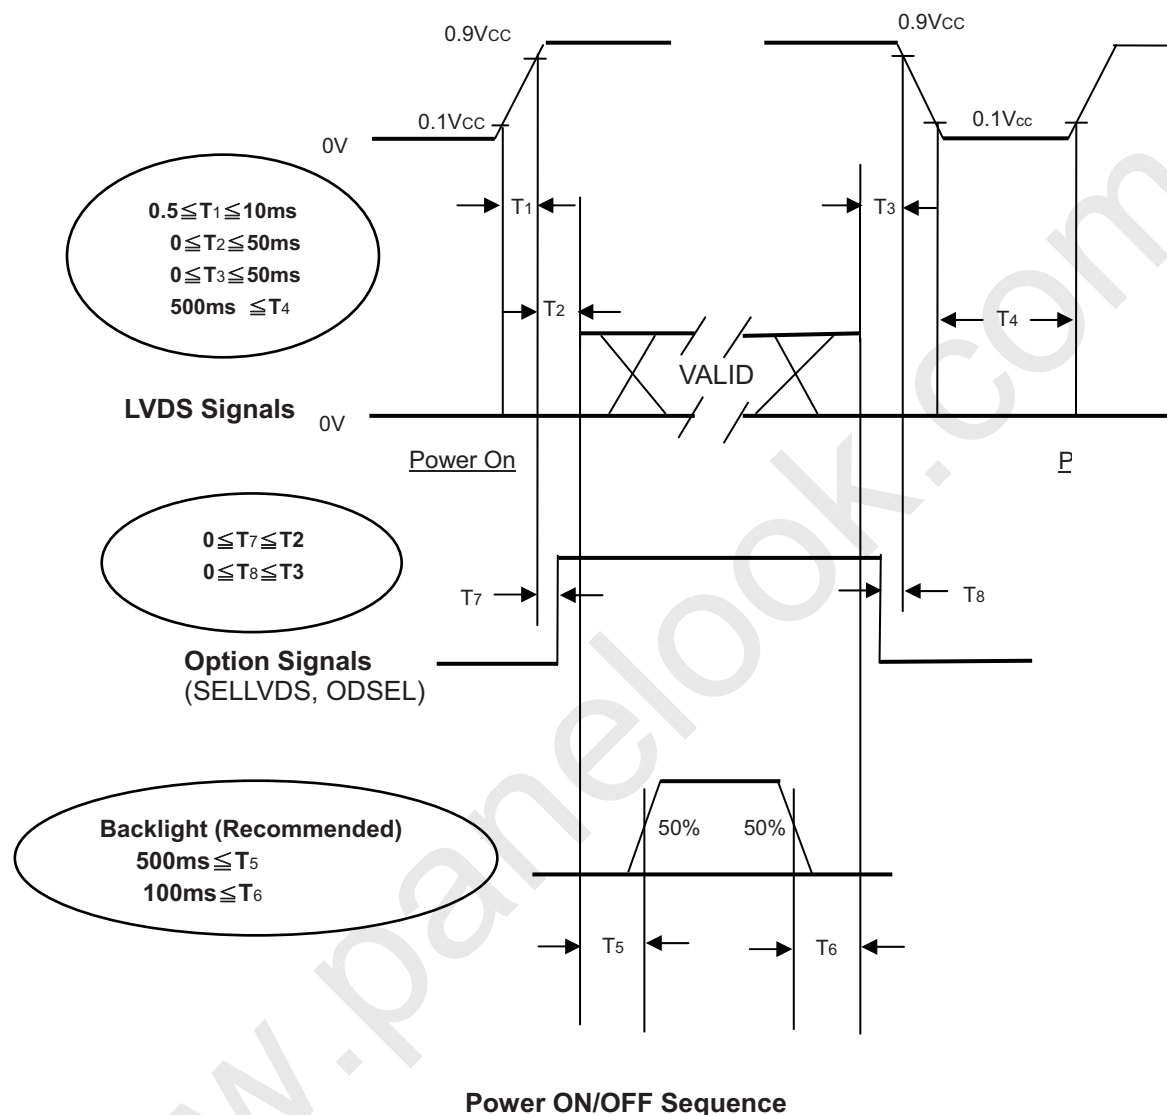 0.9VCC
0.9VCC
0.1VCC
0.1Vcc
0V
0.5≦T1≦10ms
0≦T2≦50ms
0≦T3≦50ms
500ms ≦T4
T1
T3
T2
T4
VALID
LVDS Signals
0V
Power On
P
0≦T7≦T2
0≦T8≦T3
T7
T8
Option Signals
(SELLVDS, ODSEL)
Backlight (Recommended)
500ms≦T5
100ms≦T6
50%
50%
T5
T6
Power ON/OFF Sequence
w.panelook.com